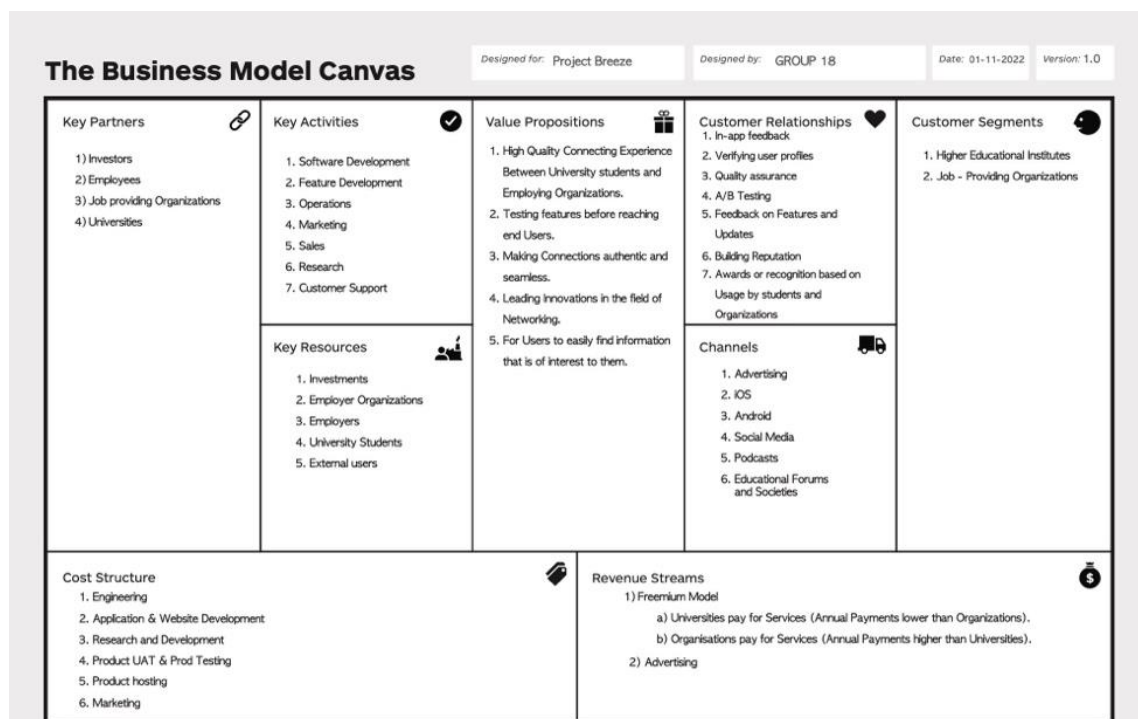 The Business Model Canvas
Designed for: Project Breeze
Designed by: GROUP 18
Date: 01-11-2022
Version: 1.0
Key Partners
1) Investors
2) Employees
3) Job providing Organizations
4) Universities
Key Activities
1. Software Development
2. Feature Development
3. Operations
4. Marketing
5. Sales
6. Research
7. Customer Support
Key Resources
1. Investments
2. Employer Organizations
3. Employers
4. University Students
5. External users
Value Propositions
1. High Quality Connecting Experience
Between University students and
Employing Organizations.
2. Testing features before reaching
end Users.
3. Making Connections authentic and
seamless.
4. Leading Innovations in the field of
Networking.
5. For Users to easily find information
that is of interest to them.
Customer Relationships
1. In-app feedback
2. Verifying user profiles
3. Quality assurance
4. A/B Testing
5. Feedback on Features and
Updates
6. Building Reputation
7. Awards or recognition based on
Usage by students and
Organizations
Channels
1. Advertising
2. iOS
3. Android
4. Social Media
5. Podcasts
6. Educational Forums
and Societies
Customer Segments
1. Higher Educational Institutes
2. Job - Providing Organizations
Cost Structure
1. Engineering
2. Application & Website Development
3. Research and Development
4. Product UAT & Prod Testing
5. Product hosting
6. Marketing
Revenue Streams
1) Freemium Model
a) Universities pay for Services (Annual Payments lower than Organizations).
b) Organisations pay for Services (Annual Payments higher than Universities).
2) Advertising
$